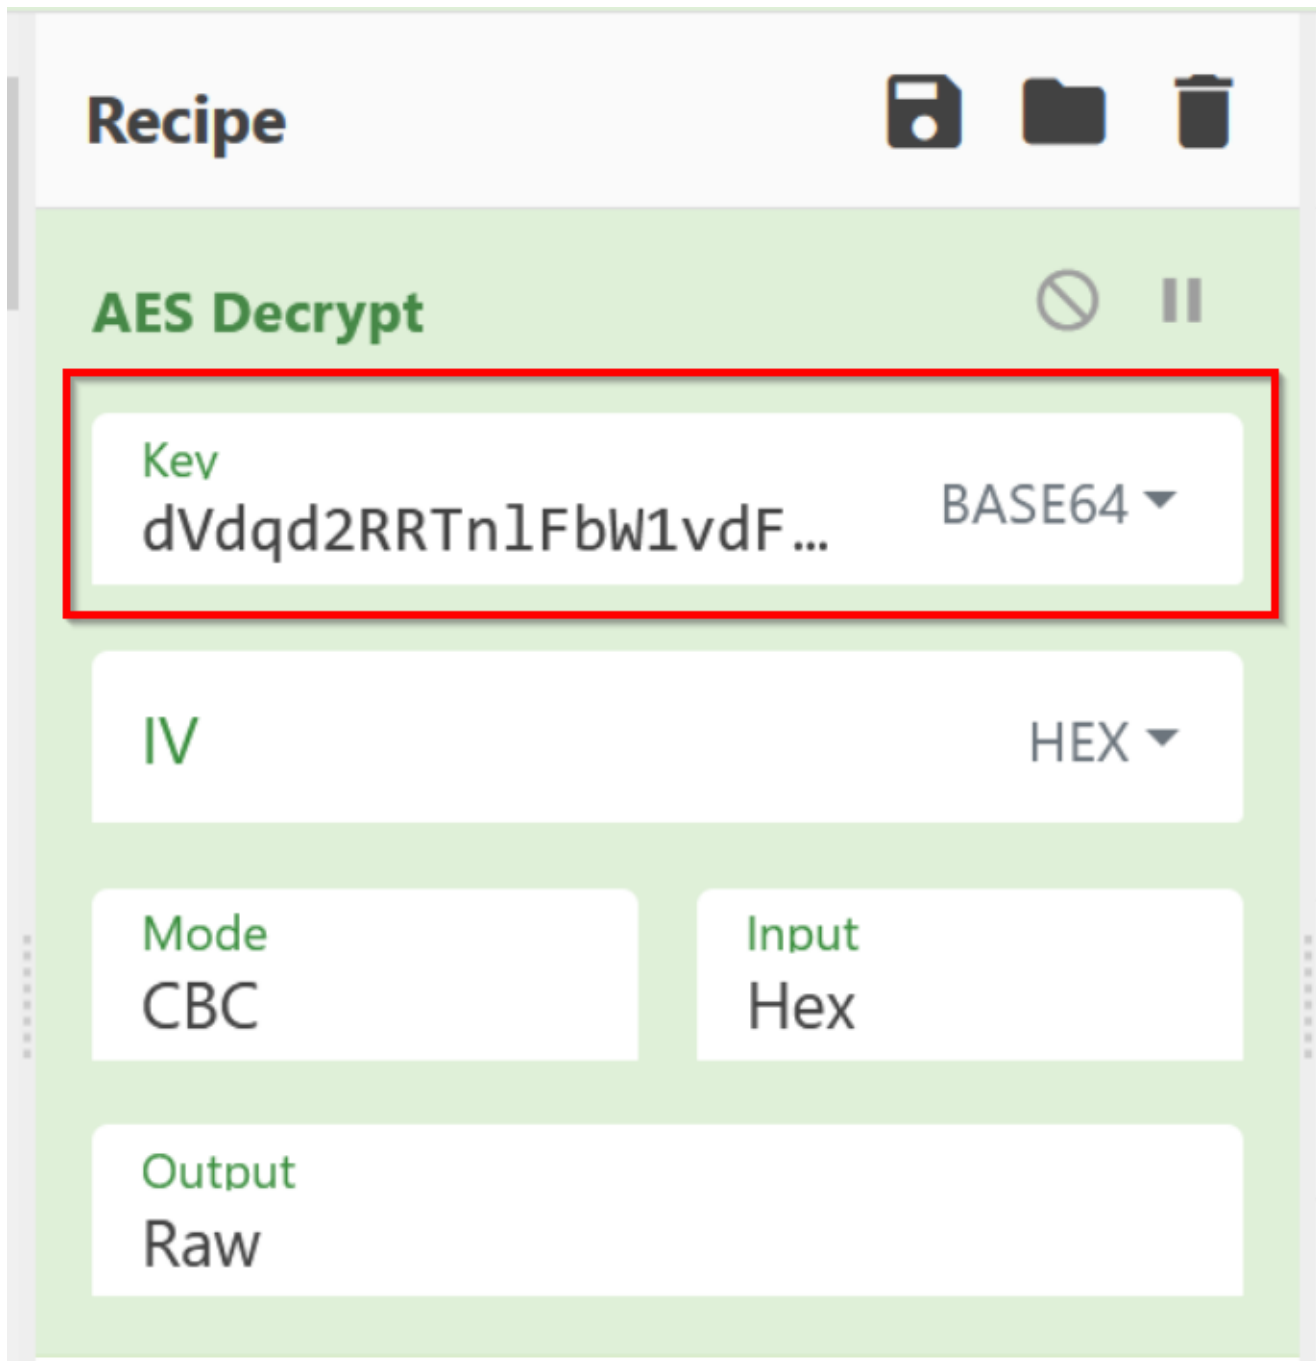 Recipe
AES Decrypt
Key
dVdqd2RRTnlFbW1vdF…
BASE64
IV
HEX
Mode
CBC
Input
Hex
Output
Raw